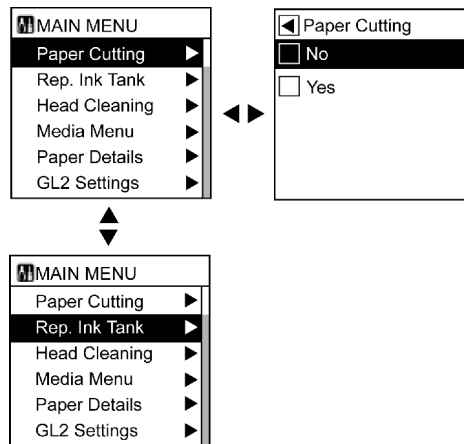 MAIN MENU
Paper Cutting
Rep. Ink Tank
Head Cleaning
Media Menu
Paper Details
GL2 Settings
Paper Cutting
No
Yes
MAIN MENU
Paper Cutting
Rep. Ink Tank
Head Cleaning
Media Menu
Paper Details
GL2 Settings